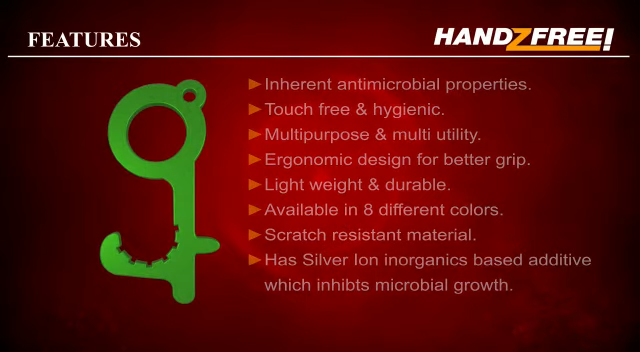 FEATURES
HANDZFREE!
Inherent antimicrobial properties.
Touch free & hygienic.
Multipurpose & multi utility.
Ergonomic design for better grip.
Light weight & durable.
Available in 8 different colors.
Scratch resistant material.
Has Silver Ion inorganics based additive
which inhibts microbial growth.